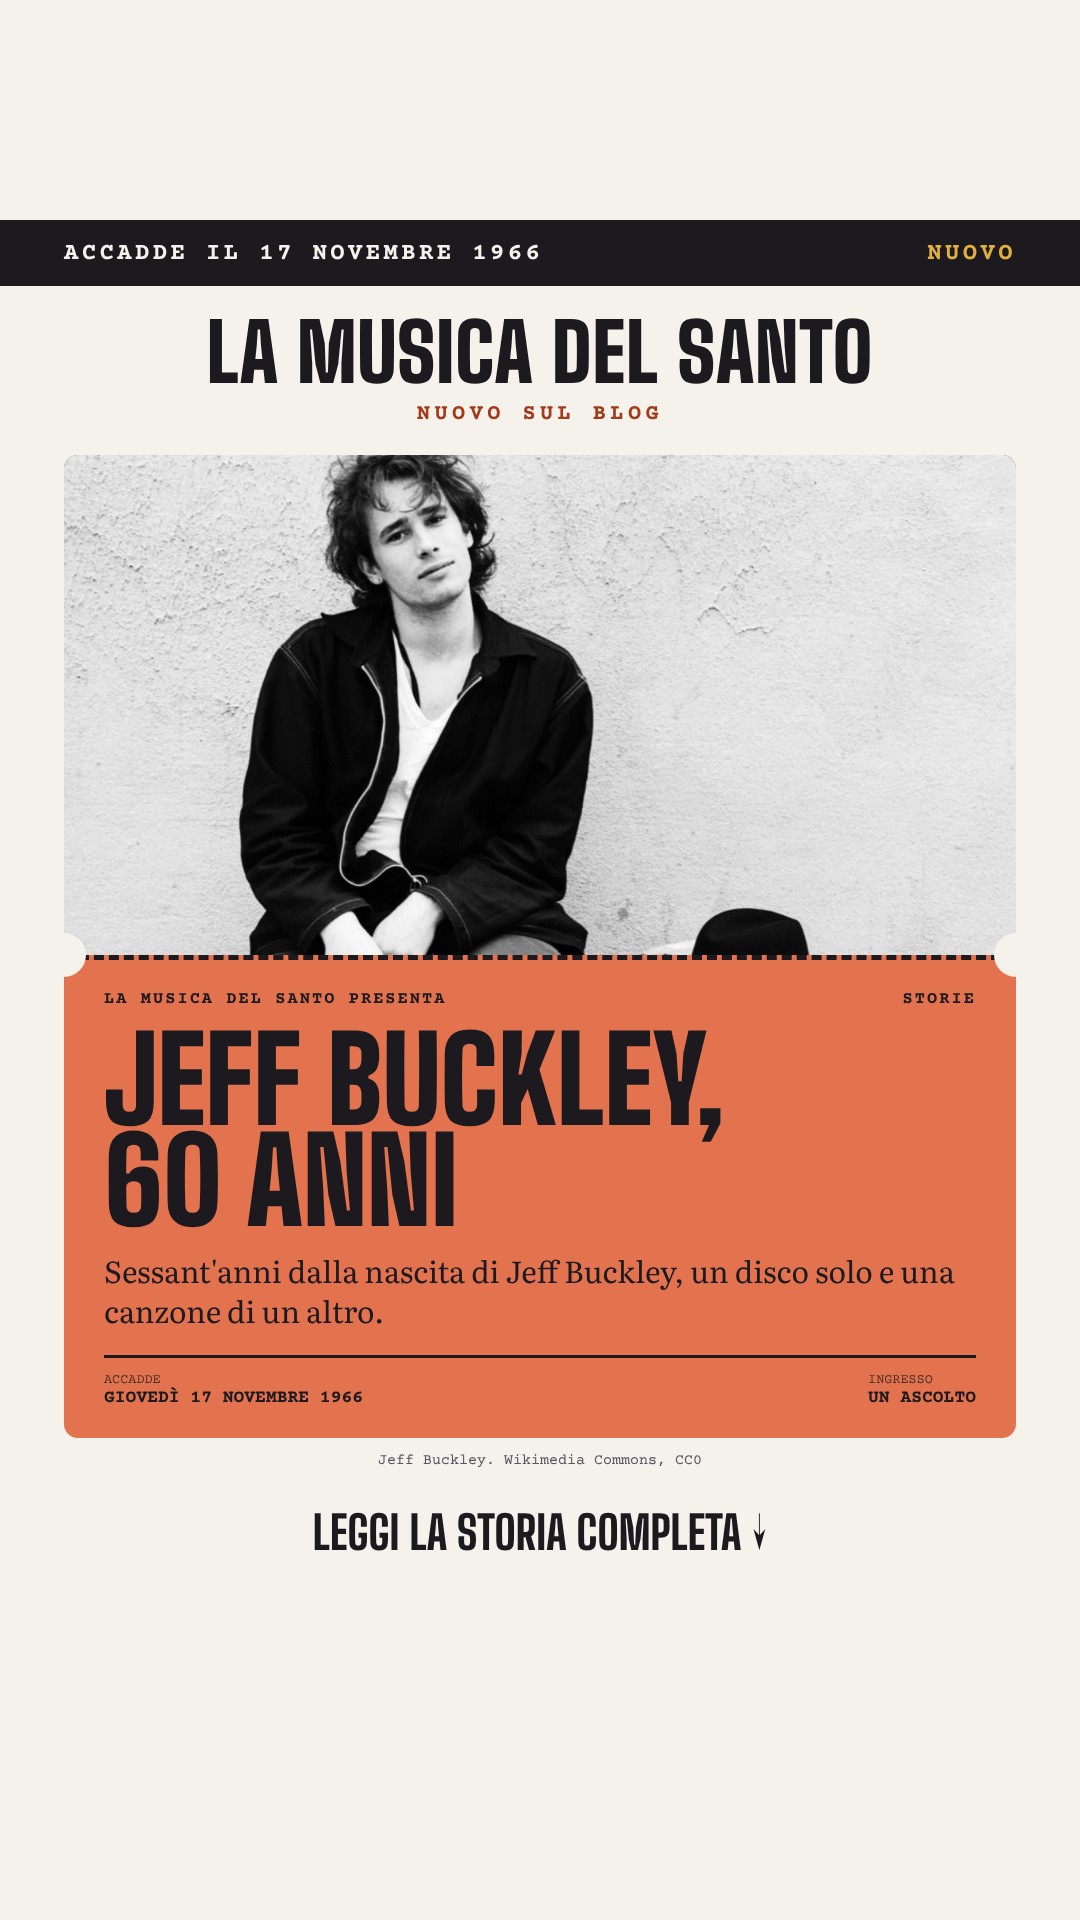 ACCADDE IL 17 NOVEMBRE 1966
NUOVO
LA MUSICA DEL SANTO
NUOVO SUL BLOG
LA MUSICA DEL SANTO PRESENTA
STORIE
JEFF BUCKLEY,
60 ANNI
Sessant'anni dalla nascita di Jeff Buckley, un disco solo e una
canzone di un altro.
ACCADDE
GIOVEDÌ 17 NOVEMBRE 1966
INGRESSO
UN ASCOLTO
Jeff Buckley. Wikimedia Commons, CC0
LEGGI LA STORIA COMPLETA ↓